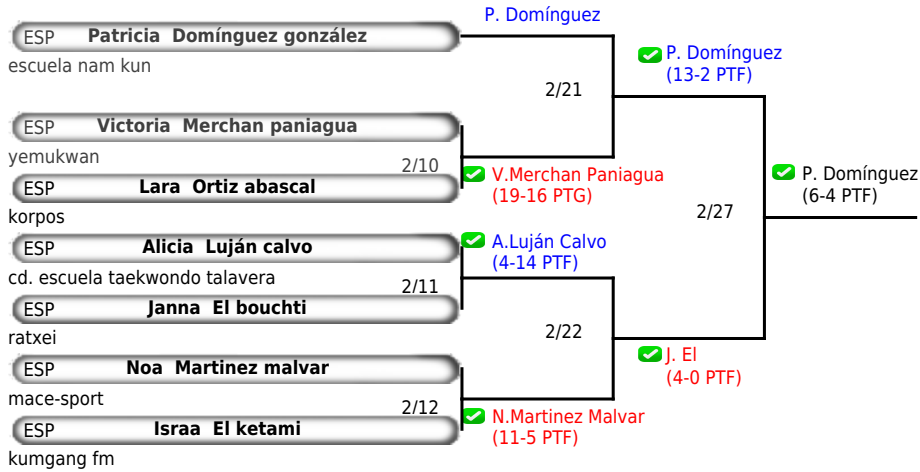 P. Domínguez
ESP Patricia Domínguez gonzález
escuela nam kun
P. Domínguez
(13-2 PTF)
2/21
ESP Victoria Merchan paniagua
yemukwan
2/10
V.Merchan Paniagua
(19-16 PTG)
ESP Lara Ortiz abascal
korpos
P. Domínguez
(6-4 PTF)
2/27
ESP Alicia Luján calvo
cd. escuela taekwondo talavera
A.Luján Calvo
(4-14 PTF)
2/11
ESP Janna El bouchti
ratxei
2/22
J. El
(4-0 PTF)
ESP Noa Martinez malvar
mace-sport
2/12
N.Martinez Malvar
(11-5 PTF)
ESP Israa El ketami
kumgang fm